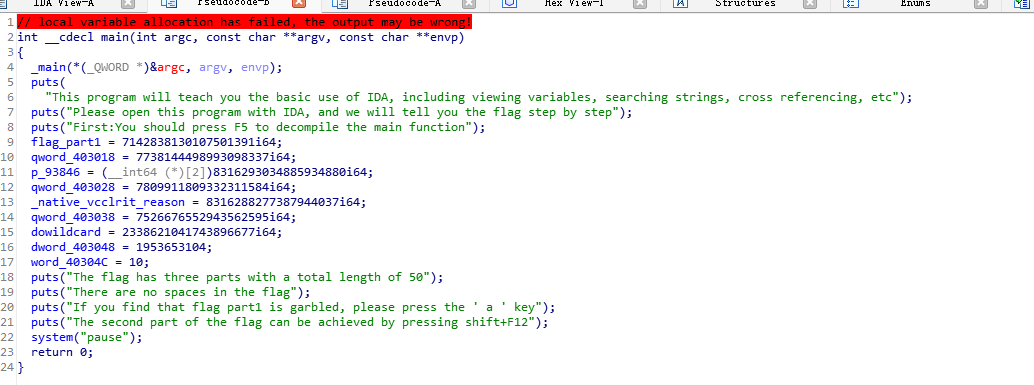 IDA View-A Pseudocode-B Pseudocode-A Hex View-1 Structures Enums
1 // local variable allocation has failed, the output may be wrong!
2 int __cdecl main(int argc, const char **argv, const char **envp)
3 {
4 _main(*(_QWORD *)&argc, argv, envp);
5 puts(
6 "This program will teach you the basic use of IDA, including viewing variables, searching strings, cross referencing, etc");
7 puts("Please open this program with IDA, and we will tell you the flag step by step");
8 puts("First:You should press F5 to decompile the main function");
9 flag_part1 = 7142838130107501391i64;
10 qword_403018 = 7738144498993098337i64;
11 p_93846 = (__int64 (*)[2])8316293034885934880i64;
12 qword_403028 = 7809911809332311584i64;
13 _native_vcclrit_reason = 8316288277387944037i64;
14 qword_403038 = 7526676552943562595i64;
15 dowildcard = 2338621041743896677i64;
16 dword_403048 = 1953653104;
17 word_40304C = 10;
18 puts("The flag has three parts with a total length of 50");
19 puts("There are no spaces in the flag");
20 puts("If you find that flag part1 is garbled, please press the ' a ' key");
21 puts("The second part of the flag can be achieved by pressing shift+F12");
22 system("pause");
23 return 0;
24 }